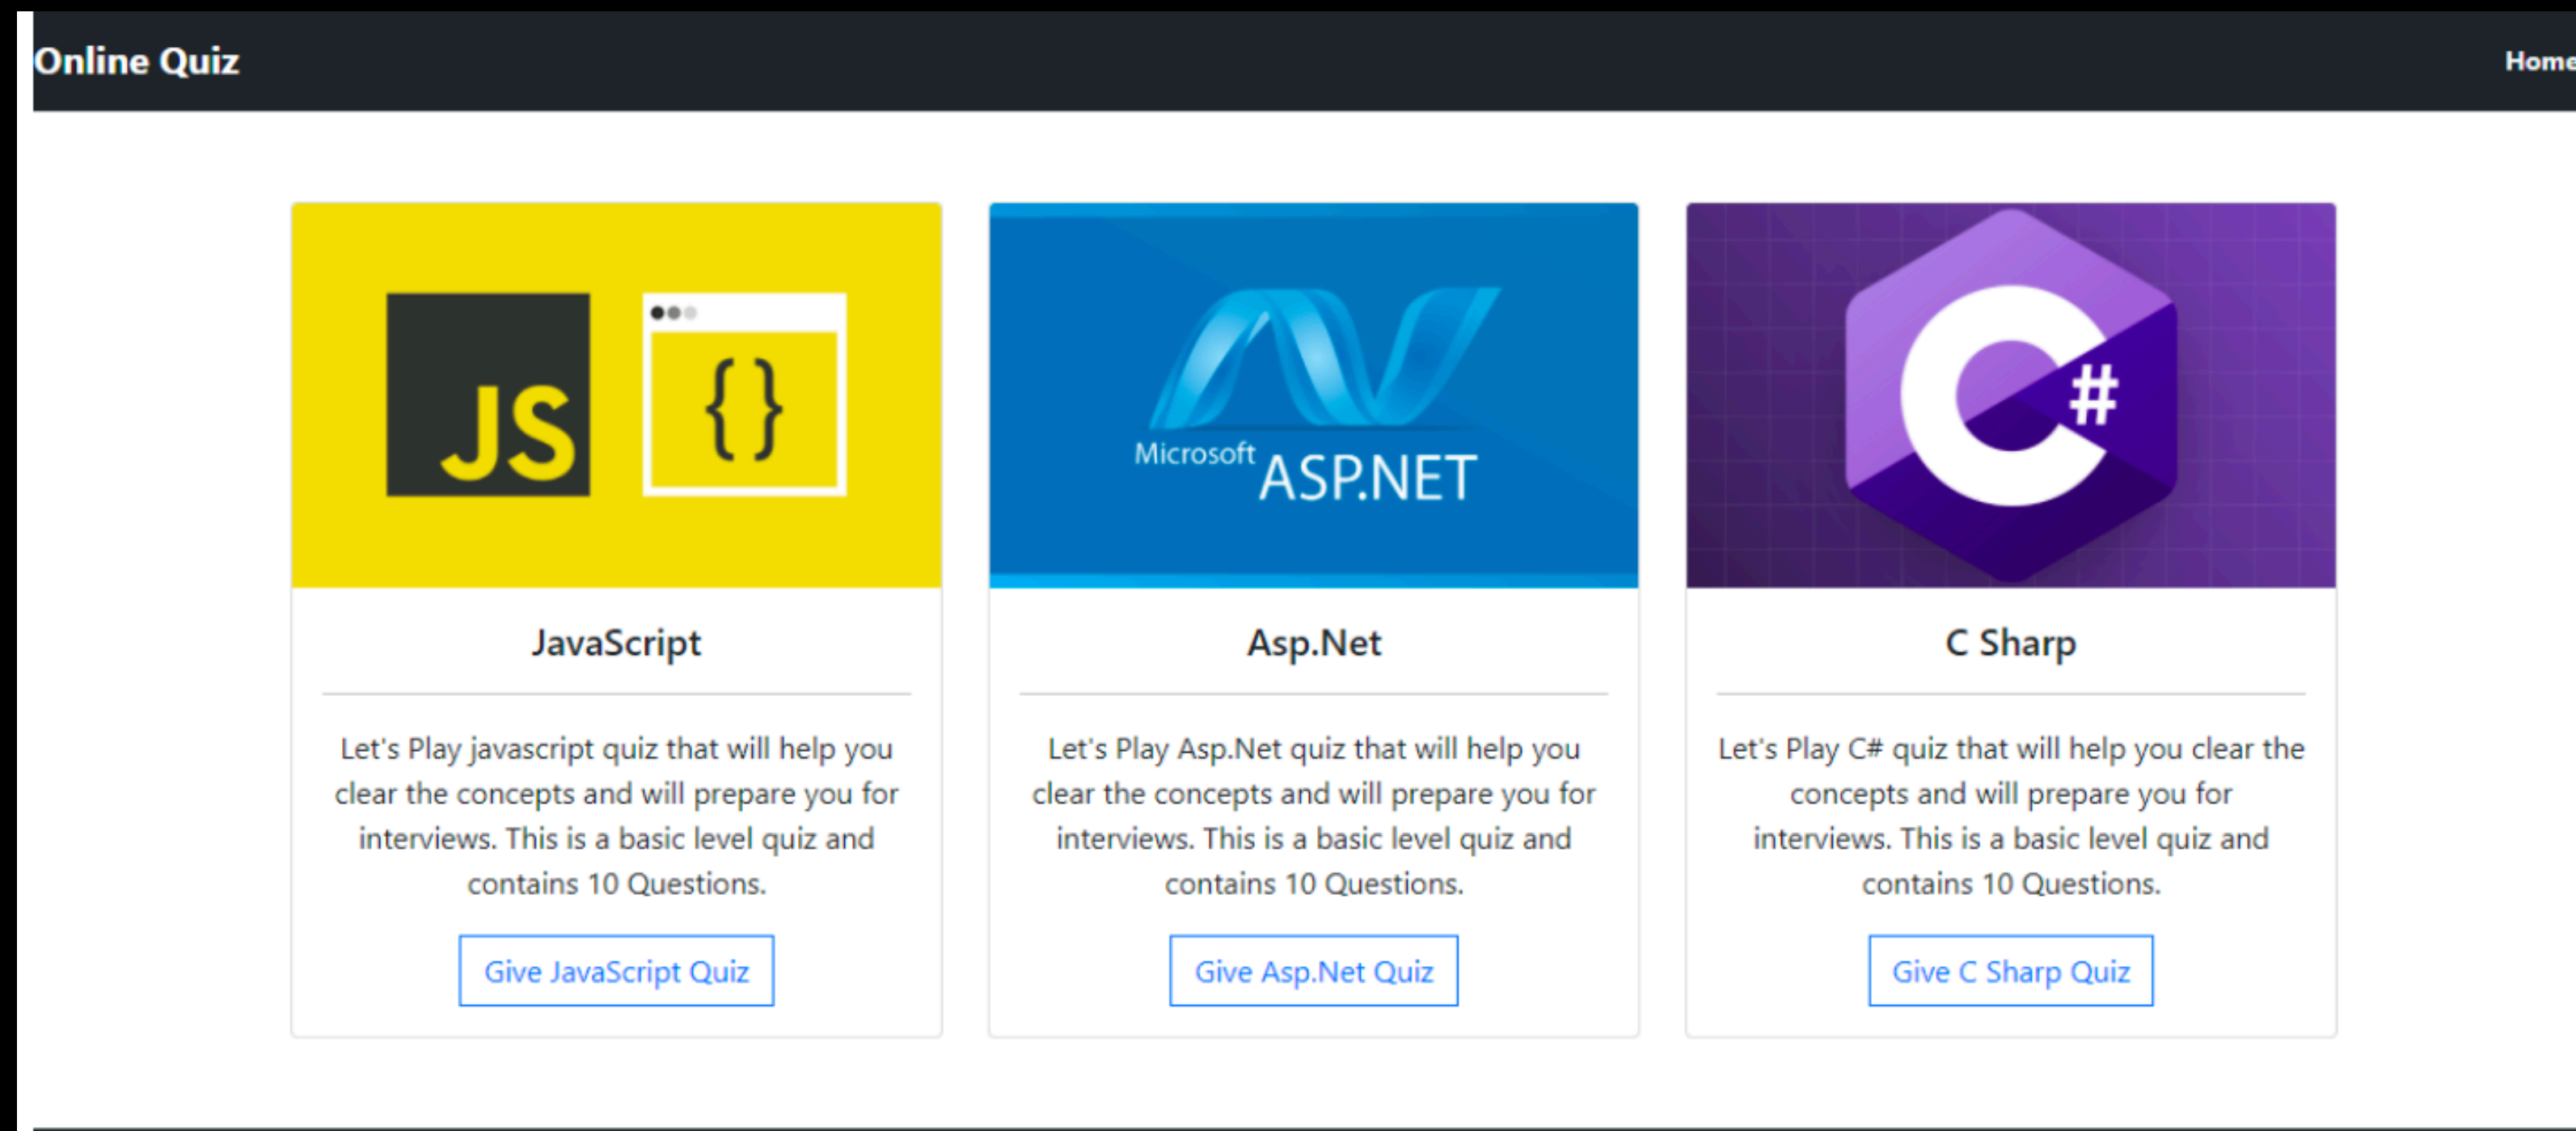 Online Quiz
Home
JS
{}
JavaScript
Let's Play javascript quiz that will help you
clear the concepts and will prepare you for
interviews. This is a basic level quiz and
contains 10 Questions.
Give JavaScript Quiz
Microsoft ASP.NET
Asp.Net
Let's Play Asp.Net quiz that will help you
clear the concepts and will prepare you for
interviews. This is a basic level quiz and
contains 10 Questions.
Give Asp.Net Quiz
C#
C Sharp
Let's Play C# quiz that will help you clear the
concepts and will prepare you for
interviews. This is a basic level quiz and
contains 10 Questions.
Give C Sharp Quiz